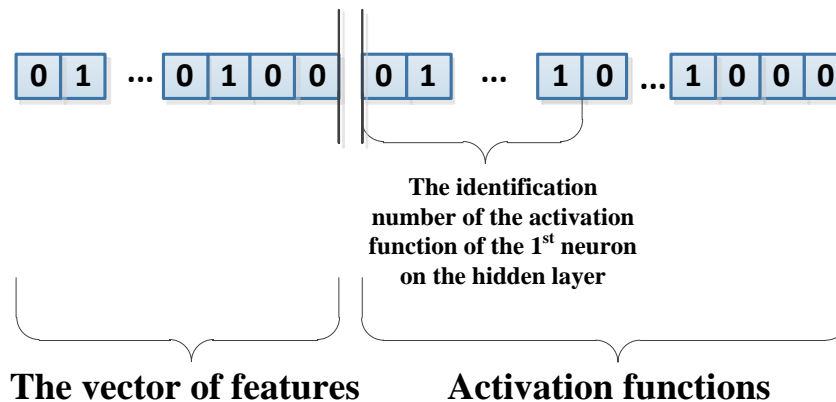 0 1 ... 0 1 0 0 0 1 ... 1 0 ... 1 0 0 0
The identification
number of the activation
function of the 1st neuron
on the hidden layer
The vector of features Activation functions